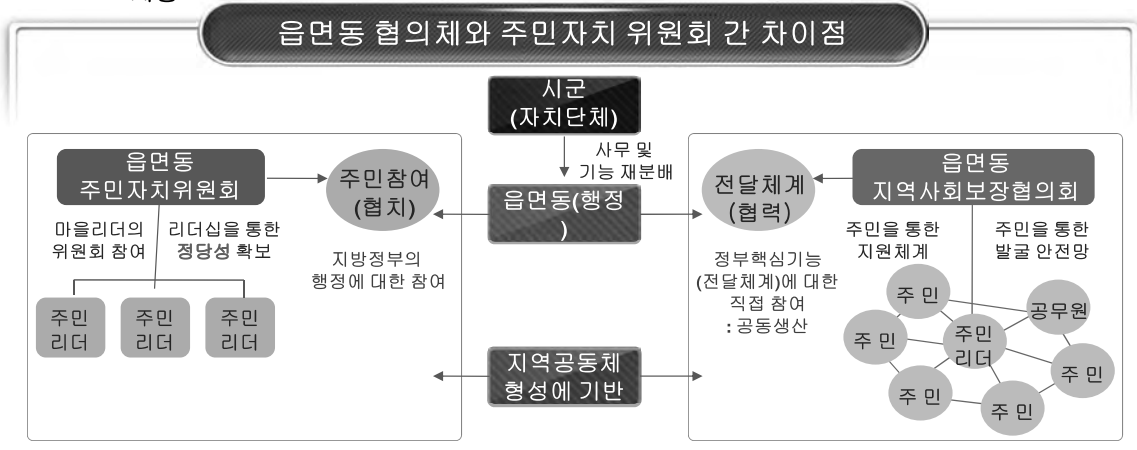 읍면동 협의체와 주민자치 위원회 간 차이점
시군
(자치단체)
사무 및
기능 재분배
읍면동(행정
)
지역공동체
형성에 기반
읍면동
주민자치위원회
주민참여
(협치)
마을리더의
위원회 참여
리더십을 통한
정당성 확보
지방정부의
행정에 대한 참여
주민
리더
주민
리더
주민
리더
전달체계
(협력)
읍면동
지역사회보장협의회
정부핵심기능
(전달체계)에 대한
직접 참여
: 공동생산
주민을 통한
지원체계
주민을 통한
발굴 안전망
주 민
공무원
주 민
주민
리더
주 민
주 민
주 민